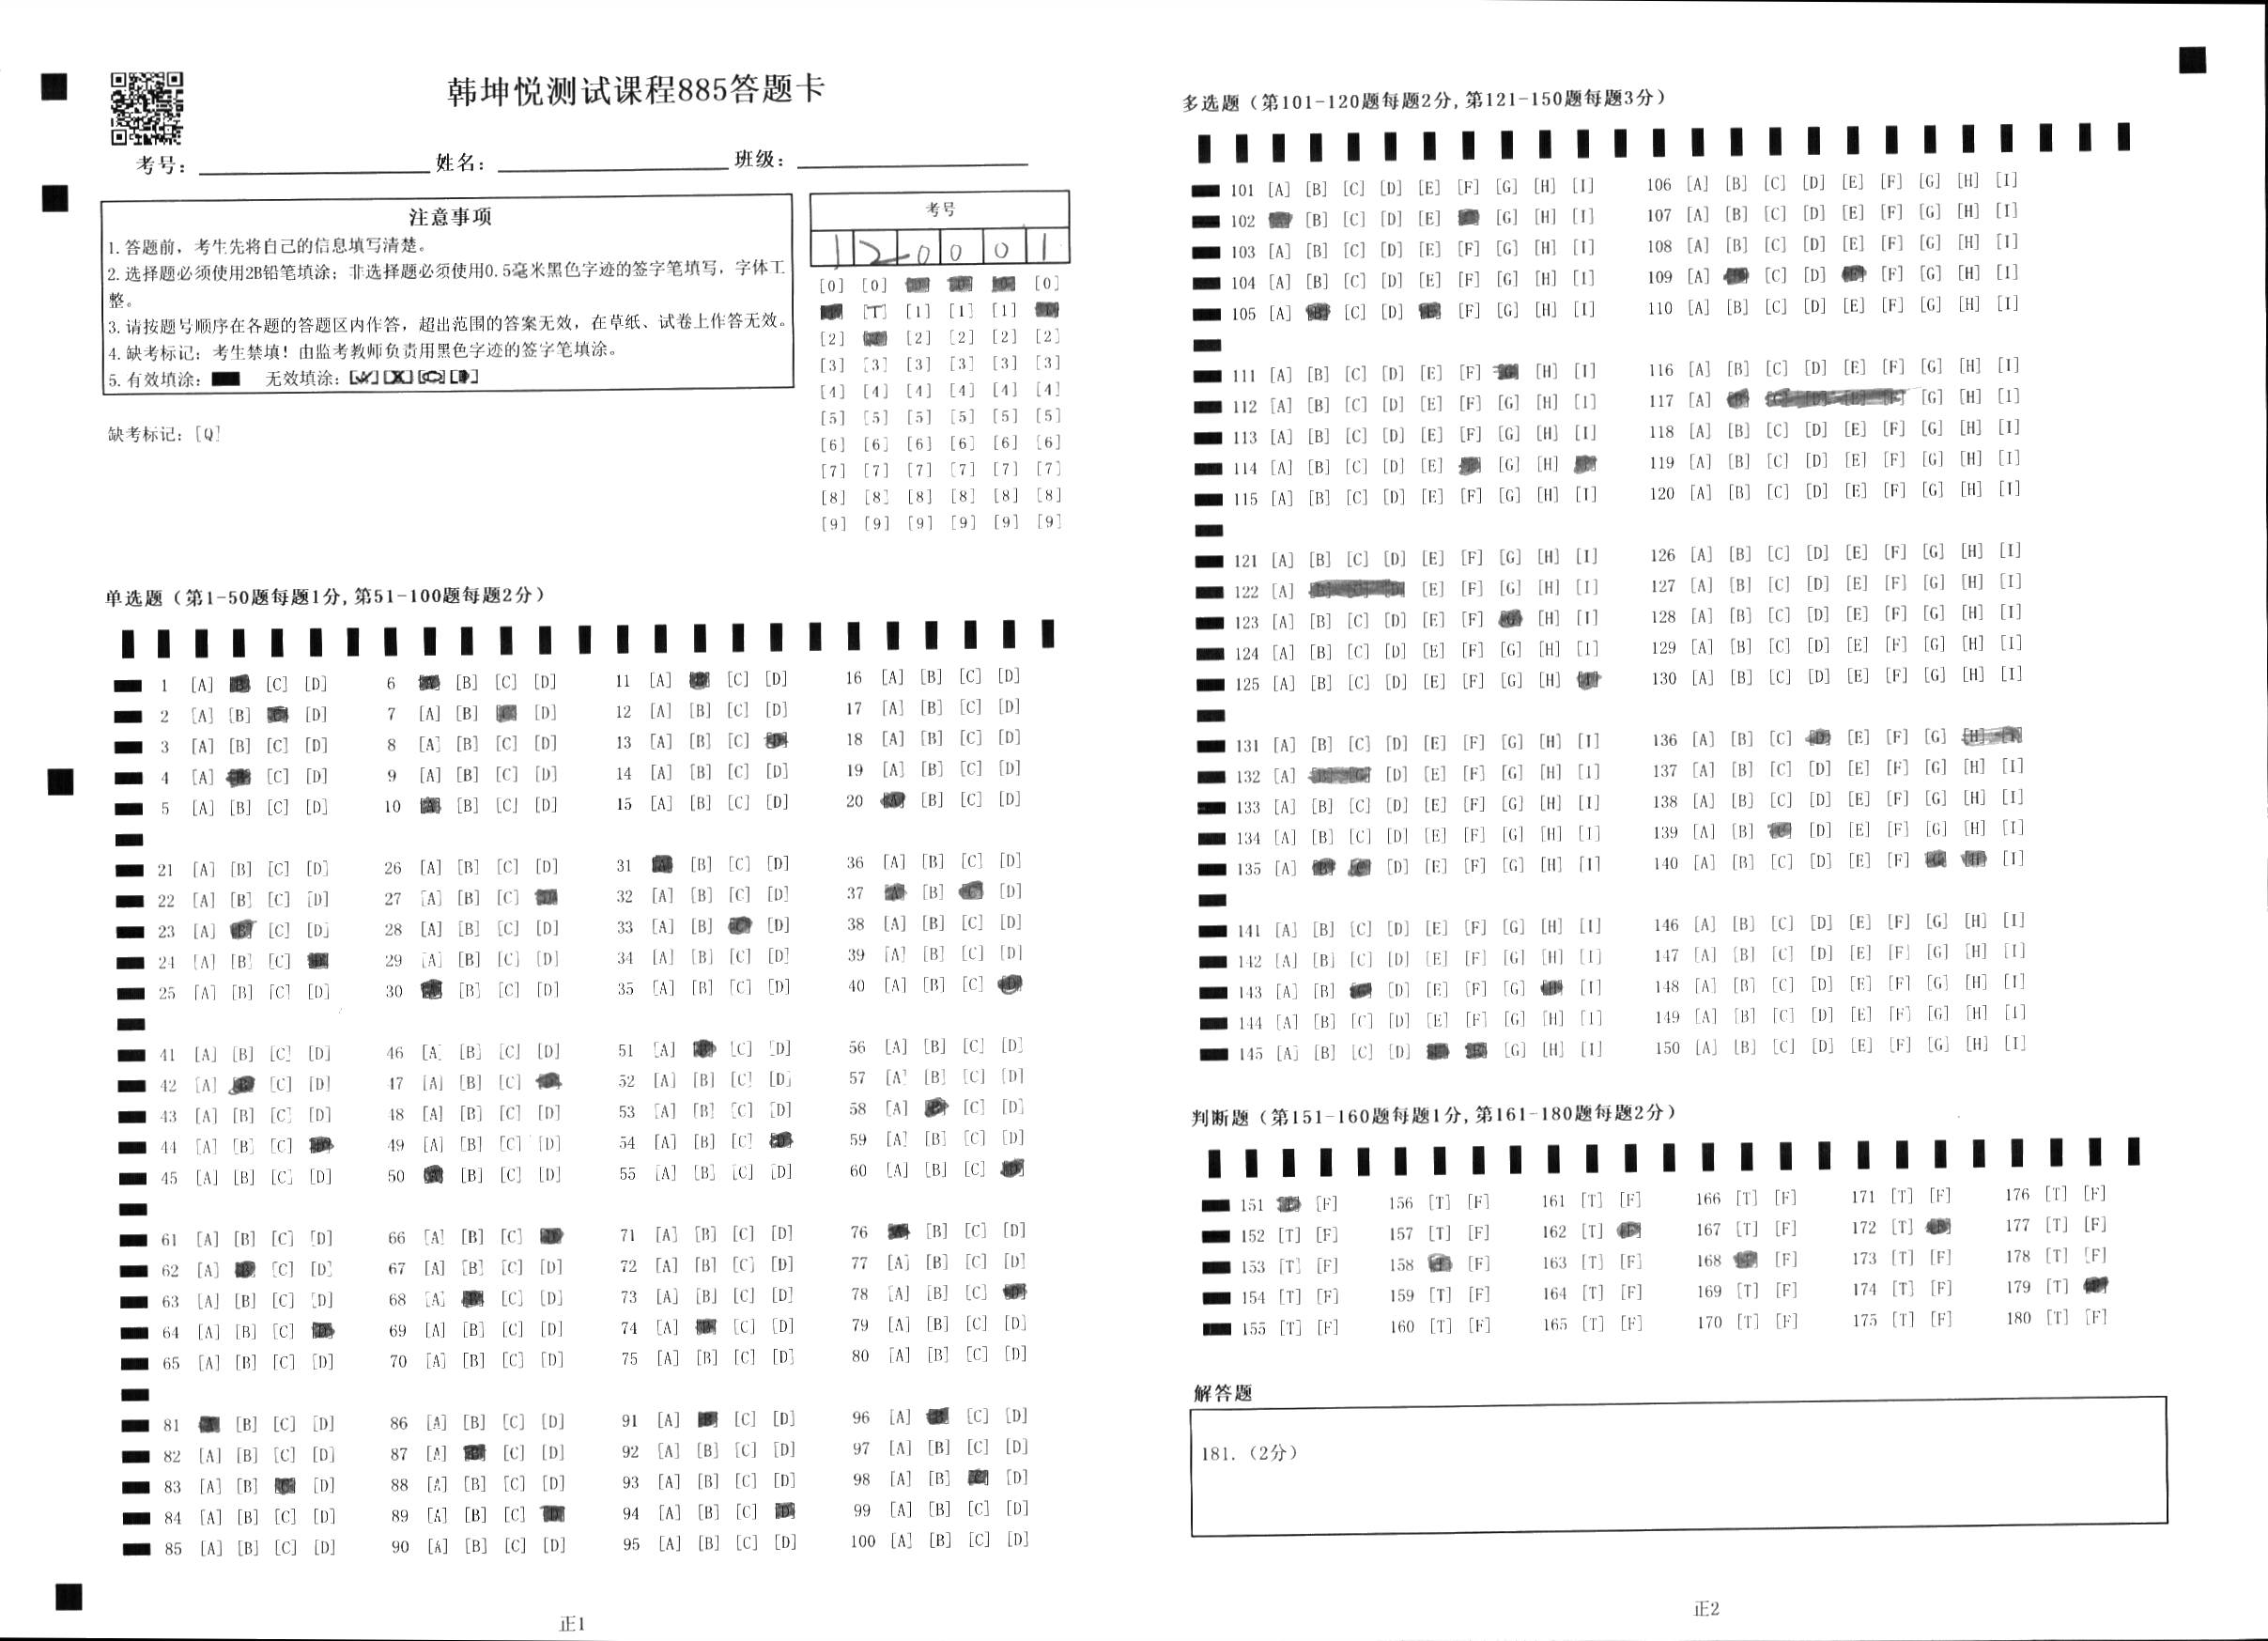 韩坤悦测试课程885答题卡
考号： 姓名： 班级：
注意事项
1. 答题前，考生先将自己的信息填写清楚。
2. 选择题必须使用2B铅笔填涂；非选择题必须使用0.5毫米黑色字迹的签字笔填写，字体工
整。
3. 请按题号顺序在各题的答题区内作答，超出范围的答案无效，在草纸、试卷上作答无效。
4. 缺考标记：考生禁填！由监考教师负责用黑色字迹的签字笔填涂。
5. 有效填涂： 无效填涂：
缺考标记：[Q]
考号
1 2 0 0 0 1
[0] [0] [0]
[1] [1] [1] [1]
[2] [2] [2] [2] [2]
[3] [3] [3] [3] [3] [3]
[4] [4] [4] [4] [4] [4]
[5] [5] [5] [5] [5] [5]
[6] [6] [6] [6] [6] [6]
[7] [7] [7] [7] [7] [7]
[8] [8] [8] [8] [8] [8]
[9] [9] [9] [9] [9] [9]
单选题（第1-50题每题1分, 第51-100题每题2分）
1 [A] [C] [D] 6 [B] [C] [D] 11 [A] [C] [D] 16 [A] [B] [C] [D]
2 [A] [B] [D] 7 [A] [B] [D] 12 [A] [B] [C] [D] 17 [A] [B] [C] [D]
3 [A] [B] [C] [D] 8 [A] [B] [C] [D] 13 [A] [B] [C] 18 [A] [B] [C] [D]
4 [A] [C] [D] 9 [A] [B] [C] [D] 14 [A] [B] [C] [D] 19 [A] [B] [C] [D]
5 [A] [B] [C] [D] 10 [B] [C] [D] 15 [A] [B] [C] [D] 20 [B] [C] [D]
21 [A] [B] [C] [D] 26 [A] [B] [C] [D] 31 [B] [C] [D] 36 [A] [B] [C] [D]
22 [A] [B] [C] [D] 27 [A] [B] [C] 32 [A] [B] [C] [D] 37 [B] [D]
23 [A] [C] [D] 28 [A] [B] [C] [D] 33 [A] [B] [D] 38 [A] [B] [C] [D]
24 [A] [B] [C] 29 [A] [B] [C] [D] 34 [A] [B] [C] [D] 39 [A] [B] [C] [D]
25 [A] [B] [C] [D] 30 [B] [C] [D] 35 [A] [B] [C] [D] 40 [A] [B] [C]
41 [A] [B] [C] [D] 46 [A] [B] [C] [D] 51 [A] [C] [D] 56 [A] [B] [C] [D]
42 [A] [C] [D] 47 [A] [B] [C] 52 [A] [B] [C] [D] 57 [A] [B] [C] [D]
43 [A] [B] [C] [D] 48 [A] [B] [C] [D] 53 [A] [B] [C] [D] 58 [A] [C] [D]
44 [A] [B] [C] 49 [A] [B] [C] [D] 54 [A] [B] [C] 59 [A] [B] [C] [D]
45 [A] [B] [C] [D] 50 [B] [C] [D] 55 [A] [B] [C] [D] 60 [A] [B] [C]
61 [A] [B] [C] [D] 66 [A] [B] [C] 71 [A] [B] [C] [D] 76 [B] [C] [D]
62 [A] [C] [D] 67 [A] [B] [C] [D] 72 [A] [B] [C] [D] 77 [A] [B] [C] [D]
63 [A] [B] [C] [D] 68 [A] [C] [D] 73 [A] [B] [C] [D] 78 [A] [B] [C]
64 [A] [B] [C] 69 [A] [B] [C] [D] 74 [A] [C] [D] 79 [A] [B] [C] [D]
65 [A] [B] [C] [D] 70 [A] [B] [C] [D] 75 [A] [B] [C] [D] 80 [A] [B] [C] [D]
81 [B] [C] [D] 86 [A] [B] [C] [D] 91 [A] [C] [D] 96 [A] [C] [D]
82 [A] [B] [C] [D] 87 [A] [C] [D] 92 [A] [B] [C] [D] 97 [A] [B] [C] [D]
83 [A] [B] [D] 88 [A] [B] [C] [D] 93 [A] [B] [C] [D] 98 [A] [B] [D]
84 [A] [B] [C] [D] 89 [A] [B] [C] 94 [A] [B] [C] 99 [A] [B] [C] [D]
85 [A] [B] [C] [D] 90 [A] [B] [C] [D] 95 [A] [B] [C] [D] 100 [A] [B] [C] [D]
正1
多选题（第101-120题每题2分, 第121-150题每题3分）
101 [A] [B] [C] [D] [E] [F] [G] [H] [I] 106 [A] [B] [C] [D] [E] [F] [G] [H] [I]
102 [B] [C] [D] [E] [G] [H] [I] 107 [A] [B] [C] [D] [E] [F] [G] [H] [I]
103 [A] [B] [C] [D] [E] [F] [G] [H] [I] 108 [A] [B] [C] [D] [E] [F] [G] [H] [I]
104 [A] [B] [C] [D] [E] [F] [G] [H] [I] 109 [A] [C] [D] [F] [G] [H] [I]
105 [A] [C] [D] [F] [G] [H] [I] 110 [A] [B] [C] [D] [E] [F] [G] [H] [I]
111 [A] [B] [C] [D] [E] [F] [H] [I] 116 [A] [B] [C] [D] [E] [F] [G] [H] [I]
112 [A] [B] [C] [D] [E] [F] [G] [H] [I] 117 [A] [G] [H] [I]
113 [A] [B] [C] [D] [E] [F] [G] [H] [I] 118 [A] [B] [C] [D] [E] [F] [G] [H] [I]
114 [A] [B] [C] [D] [E] [G] [H] 119 [A] [B] [C] [D] [E] [F] [G] [H] [I]
115 [A] [B] [C] [D] [E] [F] [G] [H] [I] 120 [A] [B] [C] [D] [E] [F] [G] [H] [I]
121 [A] [B] [C] [D] [E] [F] [G] [H] [I] 126 [A] [B] [C] [D] [E] [F] [G] [H] [I]
122 [A] [E] [F] [G] [H] [I] 127 [A] [B] [C] [D] [E] [F] [G] [H] [I]
123 [A] [B] [C] [D] [E] [F] [H] [I] 128 [A] [B] [C] [D] [E] [F] [G] [H] [I]
124 [A] [B] [C] [D] [E] [F] [G] [H] [I] 129 [A] [B] [C] [D] [E] [F] [G] [H] [I]
125 [A] [B] [C] [D] [E] [F] [G] [H] 130 [A] [B] [C] [D] [E] [F] [G] [H] [I]
131 [A] [B] [C] [D] [E] [F] [G] [H] [I] 136 [A] [B] [C] [E] [F] [G] [H]
132 [A] [D] [E] [F] [G] [H] [I] 137 [A] [B] [C] [D] [E] [F] [G] [H] [I]
133 [A] [B] [C] [D] [E] [F] [G] [H] [I] 138 [A] [B] [C] [D] [E] [F] [G] [H] [I]
134 [A] [B] [C] [D] [E] [F] [G] [H] [I] 139 [A] [B] [D] [E] [F] [G] [H] [I]
135 [A] [D] [E] [F] [G] [H] [I] 140 [A] [B] [C] [D] [E] [F] [I]
141 [A] [B] [C] [D] [E] [F] [G] [H] [I] 146 [A] [B] [C] [D] [E] [F] [G] [H] [I]
142 [A] [B] [C] [D] [E] [F] [G] [H] [I] 147 [A] [B] [C] [D] [E] [F] [G] [H] [I]
143 [A] [B] [D] [E] [F] [G] [I] 148 [A] [B] [C] [D] [E] [F] [G] [H] [I]
144 [A] [B] [C] [D] [E] [F] [G] [H] [I] 149 [A] [B] [C] [D] [E] [F] [G] [H] [I]
145 [A] [B] [C] [D] [G] [H] [I] 150 [A] [B] [C] [D] [E] [F] [G] [H] [I]
判断题（第151-160题每题1分, 第161-180题每题2分）
151 [F] 156 [T] [F] 161 [T] [F] 166 [T] [F] 171 [T] [F] 176 [T] [F]
152 [T] [F] 157 [T] [F] 162 [T] 167 [T] [F] 172 [T] 177 [T] [F]
153 [T] [F] 158 [F] 163 [T] [F] 168 [F] 173 [T] [F] 178 [T] [F]
154 [T] [F] 159 [T] [F] 164 [T] [F] 169 [T] [F] 174 [T] [F] 179 [T]
155 [T] [F] 160 [T] [F] 165 [T] [F] 170 [T] [F] 175 [T] [F] 180 [T] [F]
解答题
181.（2分）
正2